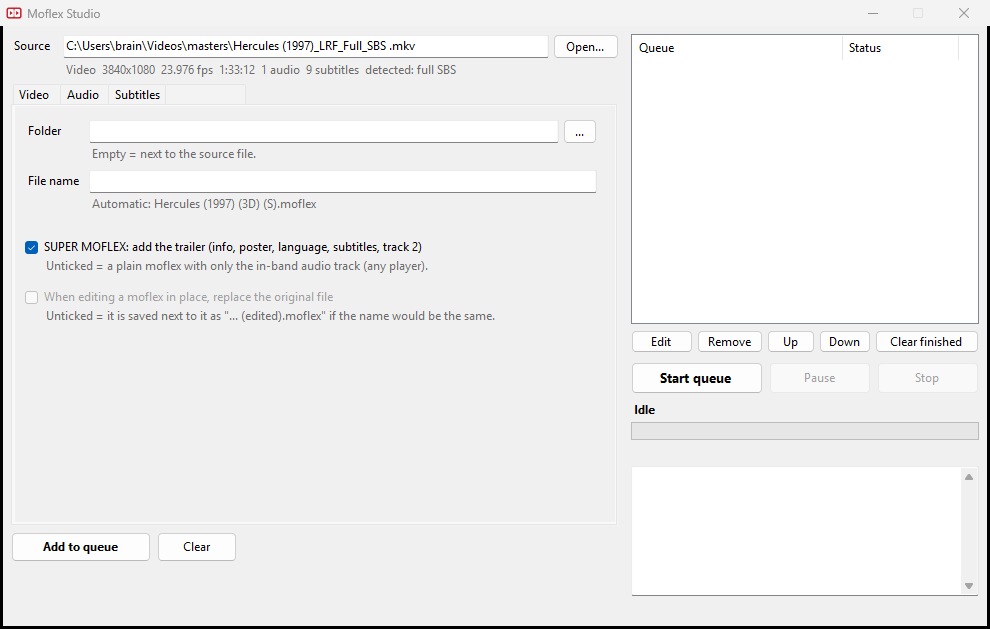 Moflex Studio
Source C:\Users\brain\Videos\masters\Hercules (1997)_LRF_Full_SBS .mkv Open...
Video 3840x1080 23.976 fps 1:33:12 1 audio 9 subtitles detected: full SBS
Video Audio Subtitles
Folder ...
Empty = next to the source file.
File name
Automatic: Hercules (1997) (3D) (S).moflex
SUPER MOFLEX: add the trailer (info, poster, language, subtitles, track 2)
Unticked = a plain moflex with only the in-band audio track (any player).
When editing a moflex in place, replace the original file
Unticked = it is saved next to it as "... (edited).moflex" if the name would be the same.
Add to queue Clear
Queue Status
Edit Remove Up Down Clear finished
Start queue Pause Stop
Idle